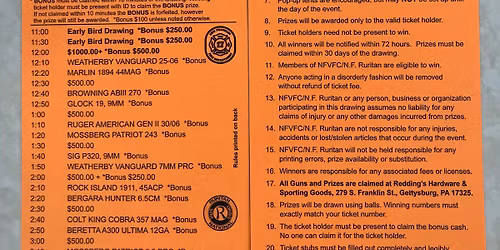 ticket holder must be present with ID to claim the BONUS prize
If not claimed within 10 minutes the BONUS is forfeited, however
the prize will still be awarded. *Bonus $100 unless noted otherwise.
11:00 Early Bird Drawing *Bonus $250.00
11:30 Early Bird Drawing *Bonus $250.00
12:00 $1000.00+ *Bonus $500.00
12:10 WEATHERBY VANGUARD 25-06 *Bonus
12:20 MARLIN 1894 44MAG *Bonus
12:30 $500.00
12:40 BROWNING ABIII 270 *Bonus
12:50 GLOCK 19, 9MM *Bonus
1:00 $500.00
1:10 RUGER AMERICAN GEN II 30/06 *Bonus
1:20 MOSSBERG PATRIOT 243 *Bonus
1:30 $500.00
1:40 SIG P320, 9MM *Bonus
1:50 WEATHERBY VANGUARD 7MM PRC *Bonus
2:00 $500.00+ *Bonus $250.00
2:10 ROCK ISLAND 1911, 45ACP *Bonus
2:20 BERGARA HUNTER 6.5CM *Bonus
2:30 $500.00
2:40 COLT KING COBRA 357 MAG *Bonus
2:50 BERETTA A300 ULTIMA 12GA *Bonus
3:00 $500.00
Rules printed on back
the day of the event.
8. Prizes will be awarded only to the valid ticket holder.
9. Ticket holders need not be present to win.
10. All winners will be notified within 72 hours. Prizes must be
claimed within 30 days of the drawing.
11. Members of NFVFC/N.F. Ruritan are eligible to win.
12. Anyone acting in a disorderly fashion will be removed
without refund of ticket fee.
13. NFVFC/N.F. Ruritan or any person, business or organization
participating in this drawing assumes no liability for any
claims of injury or any other damages incurred from prizes.
14. NFVFC/N.F. Ruritan are not responsible for any injuries,
accidents or lost/stolen articles that occur during the event.
15. NFVFC/N.F. Ruritan will not be held responsible for any
printing errors, prize availability or substitution.
16. Winners are responsible for any associated fees or licenses.
17. All Guns and Prizes are claimed at Redding's Hardware &
Sporting Goods, 279 S. Franklin St., Gettysburg, PA 17325.
18. Prizes will be drawn using balls. Winning numbers must
exactly match your ticket number.
19. The ticket holder must be present to claim the bonus cash.
No one can claim it for the ticket holder.
20. Ticket stubs must be filled out completely and legibly